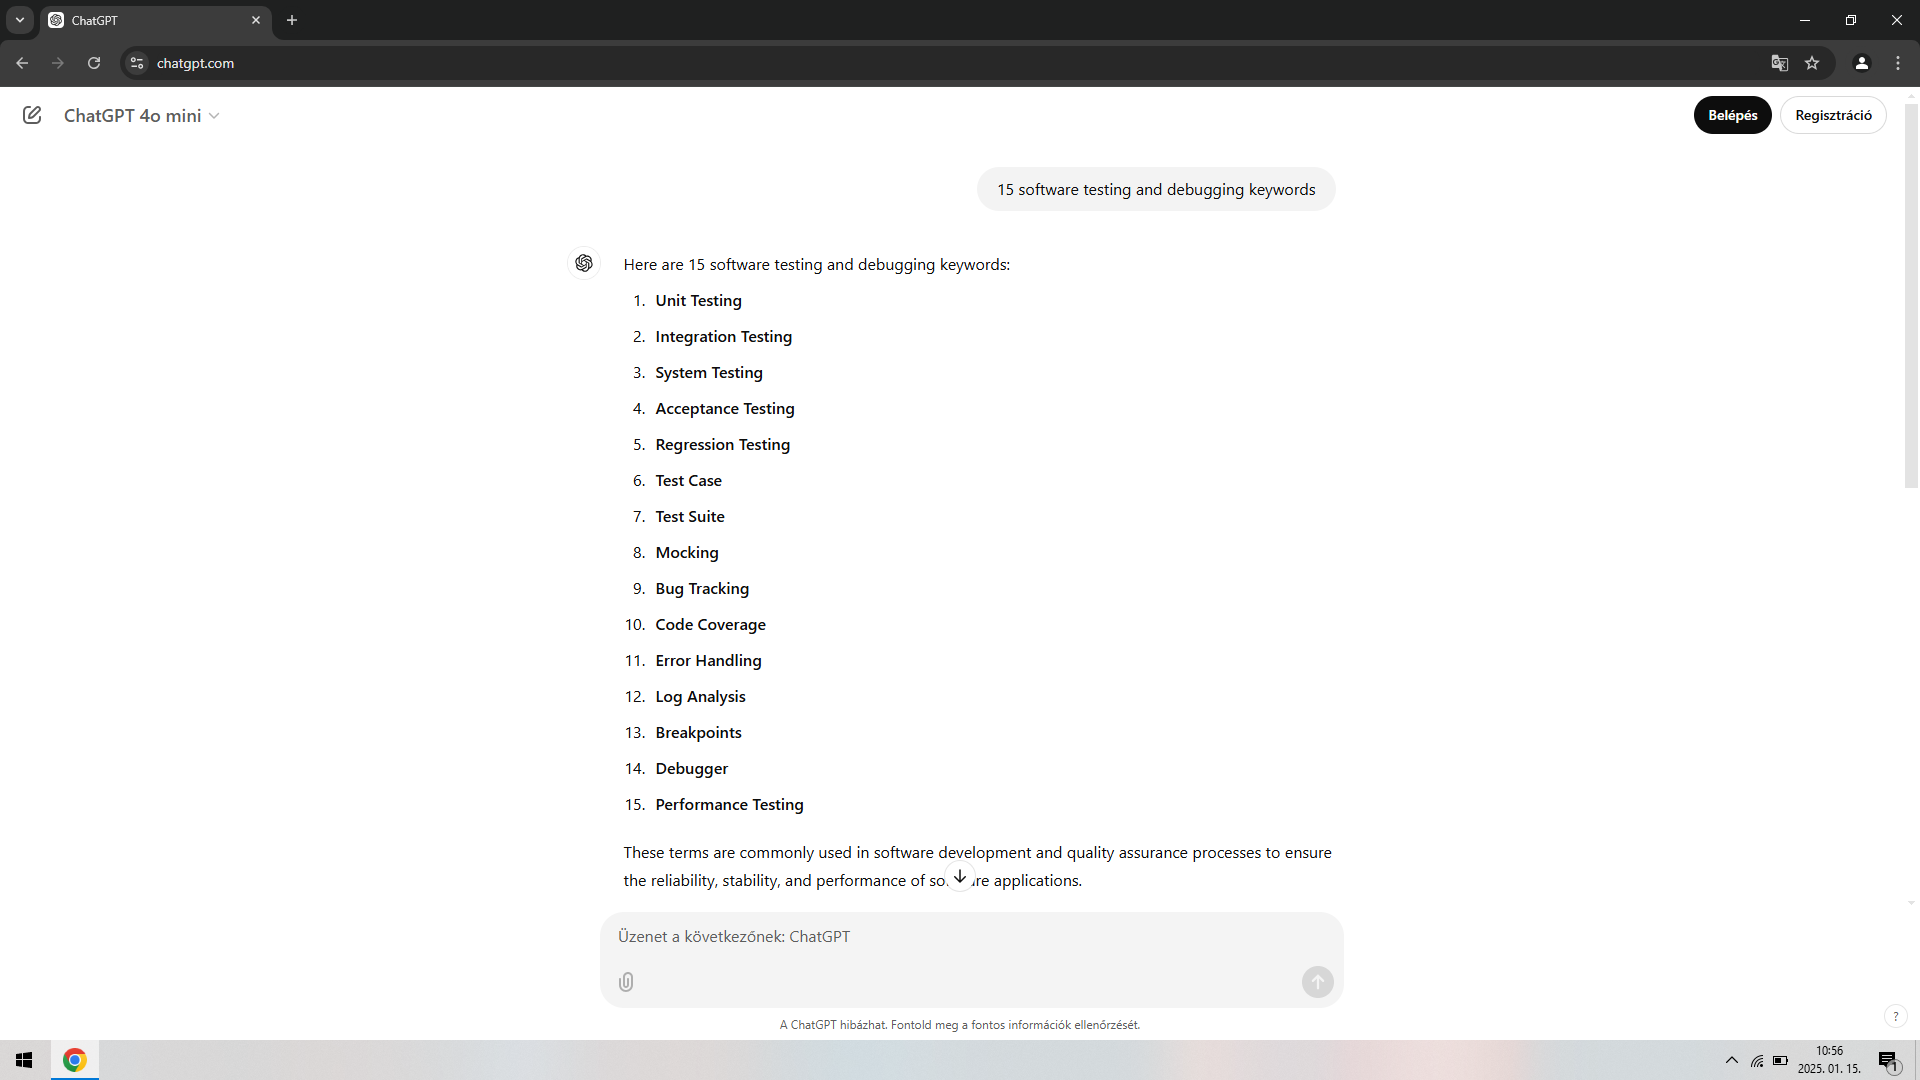 ChatGPT
chatgpt.com
ChatGPT 4o mini
Belépés
Regisztráció
15 software testing and debugging keywords
Here are 15 software testing and debugging keywords:
1. Unit Testing
2. Integration Testing
3. System Testing
4. Acceptance Testing
5. Regression Testing
6. Test Case
7. Test Suite
8. Mocking
9. Bug Tracking
10. Code Coverage
11. Error Handling
12. Log Analysis
13. Breakpoints
14. Debugger
15. Performance Testing
These terms are commonly used in software development and quality assurance processes to ensure
the reliability, stability, and performance of applications.
Üzenet a következőnek: ChatGPT
A ChatGPT hibázhat. Fontold meg a fontos információk ellenőrzését.
?
10:56
2025. 01. 15.
1